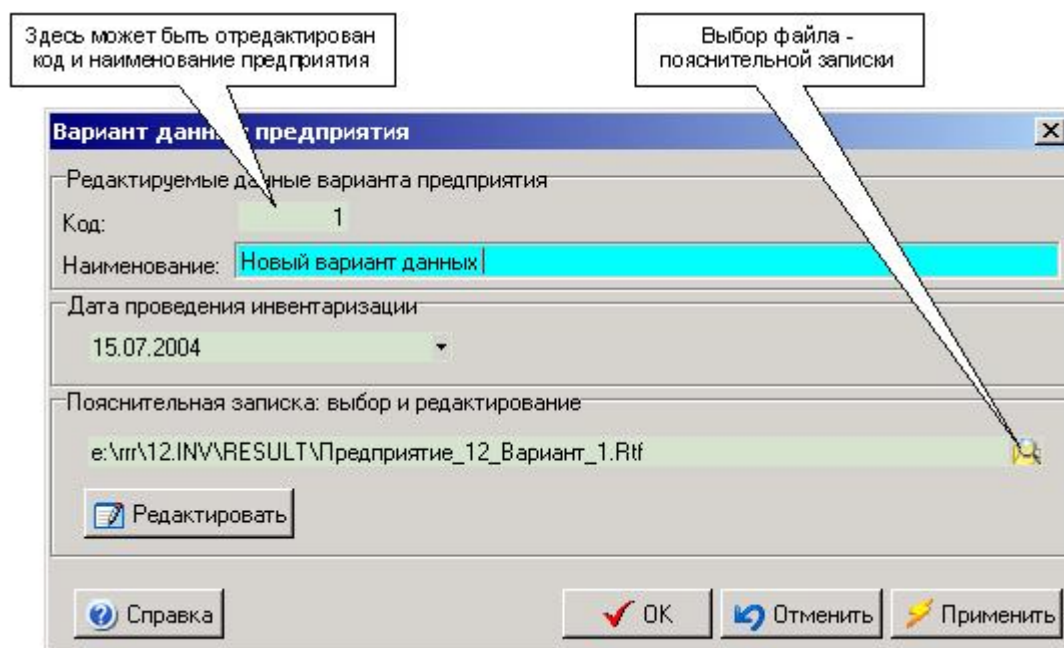 Здесь может быть отредактирован
код и наименование предприятия
Выбор файла -
пояснительной записки
Вариант данн предприятия
Редактируемые данные варианта предприятия
Код: 1
Наименование: Новый вариант данных
Дата проведения инвентаризации
15.07.2004
Пояснительная записка: выбор и редактирование
e:\rrr\12.INV\RESULT\Предприятие_12_Вариант_1.Rtf
Редактировать
Справка
OK
Отменить
Применить